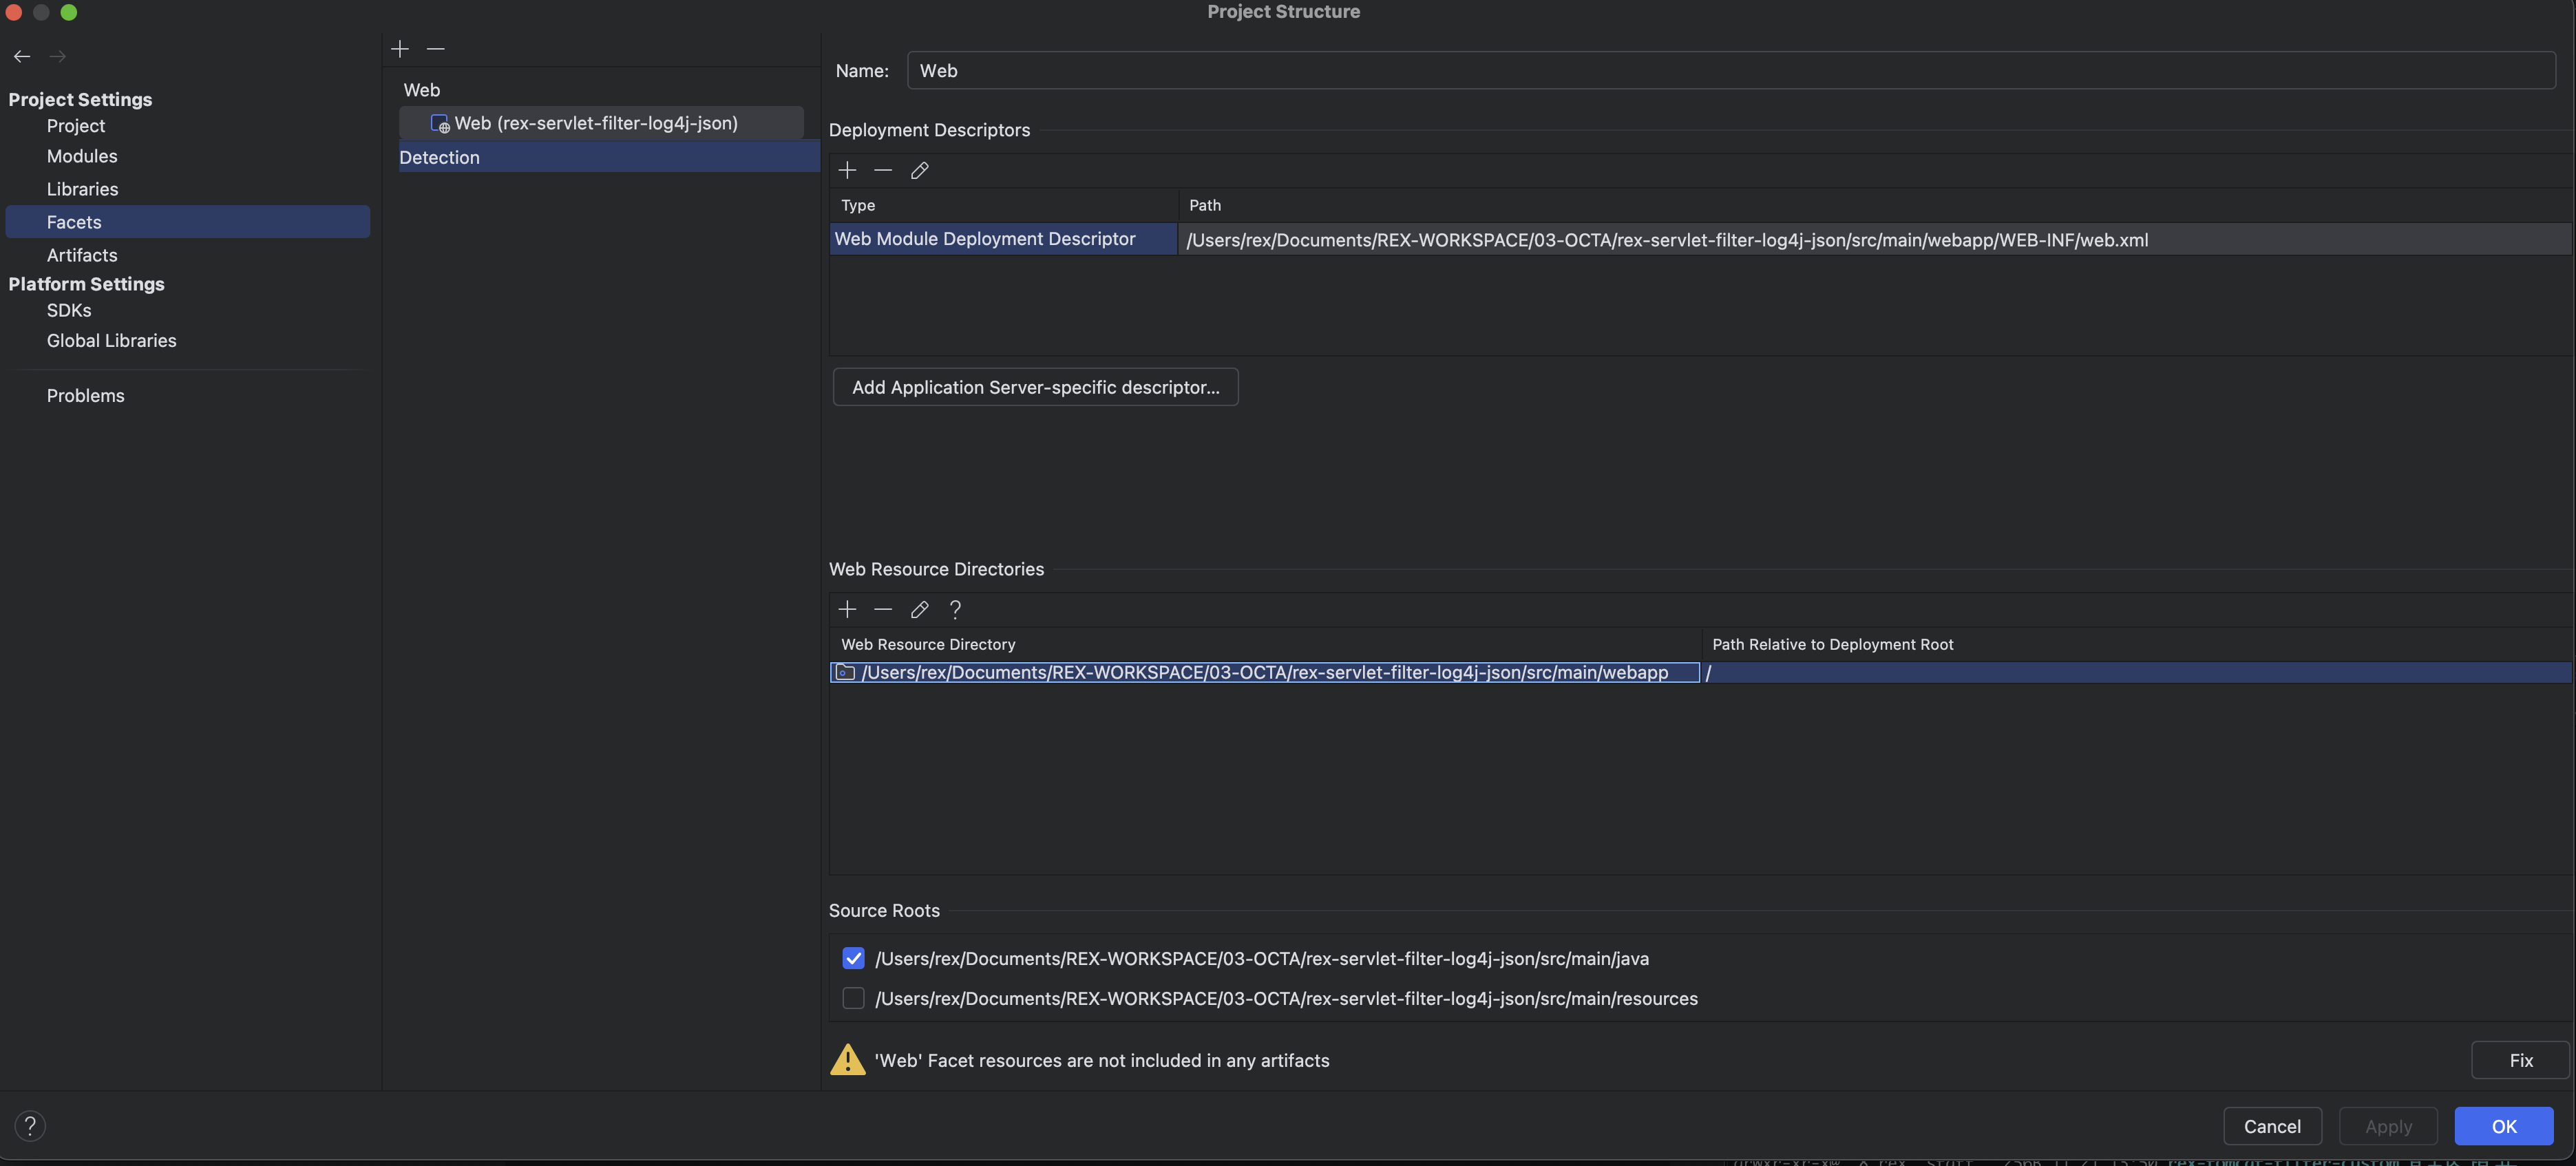 Project Structure
Project Settings
Project
Modules
Libraries
Facets
Artifacts
Platform Settings
SDKs
Global Libraries
Problems
?
Web
Web (rex-servlet-filter-log4j-json)
Detection
Name: Web
Deployment Descriptors
Type Path
Web Module Deployment Descriptor /Users/rex/Documents/REX-WORKSPACE/03-OCTA/rex-servlet-filter-log4j-json/src/main/webapp/WEB-INF/web.xml
Add Application Server-specific descriptor...
Web Resource Directories
?
Web Resource Directory Path Relative to Deployment Root
/Users/rex/Documents/REX-WORKSPACE/03-OCTA/rex-servlet-filter-log4j-json/src/main/webapp /
Source Roots
/Users/rex/Documents/REX-WORKSPACE/03-OCTA/rex-servlet-filter-log4j-json/src/main/java
/Users/rex/Documents/REX-WORKSPACE/03-OCTA/rex-servlet-filter-log4j-json/src/main/resources
'Web' Facet resources are not included in any artifacts Fix
Cancel Apply OK